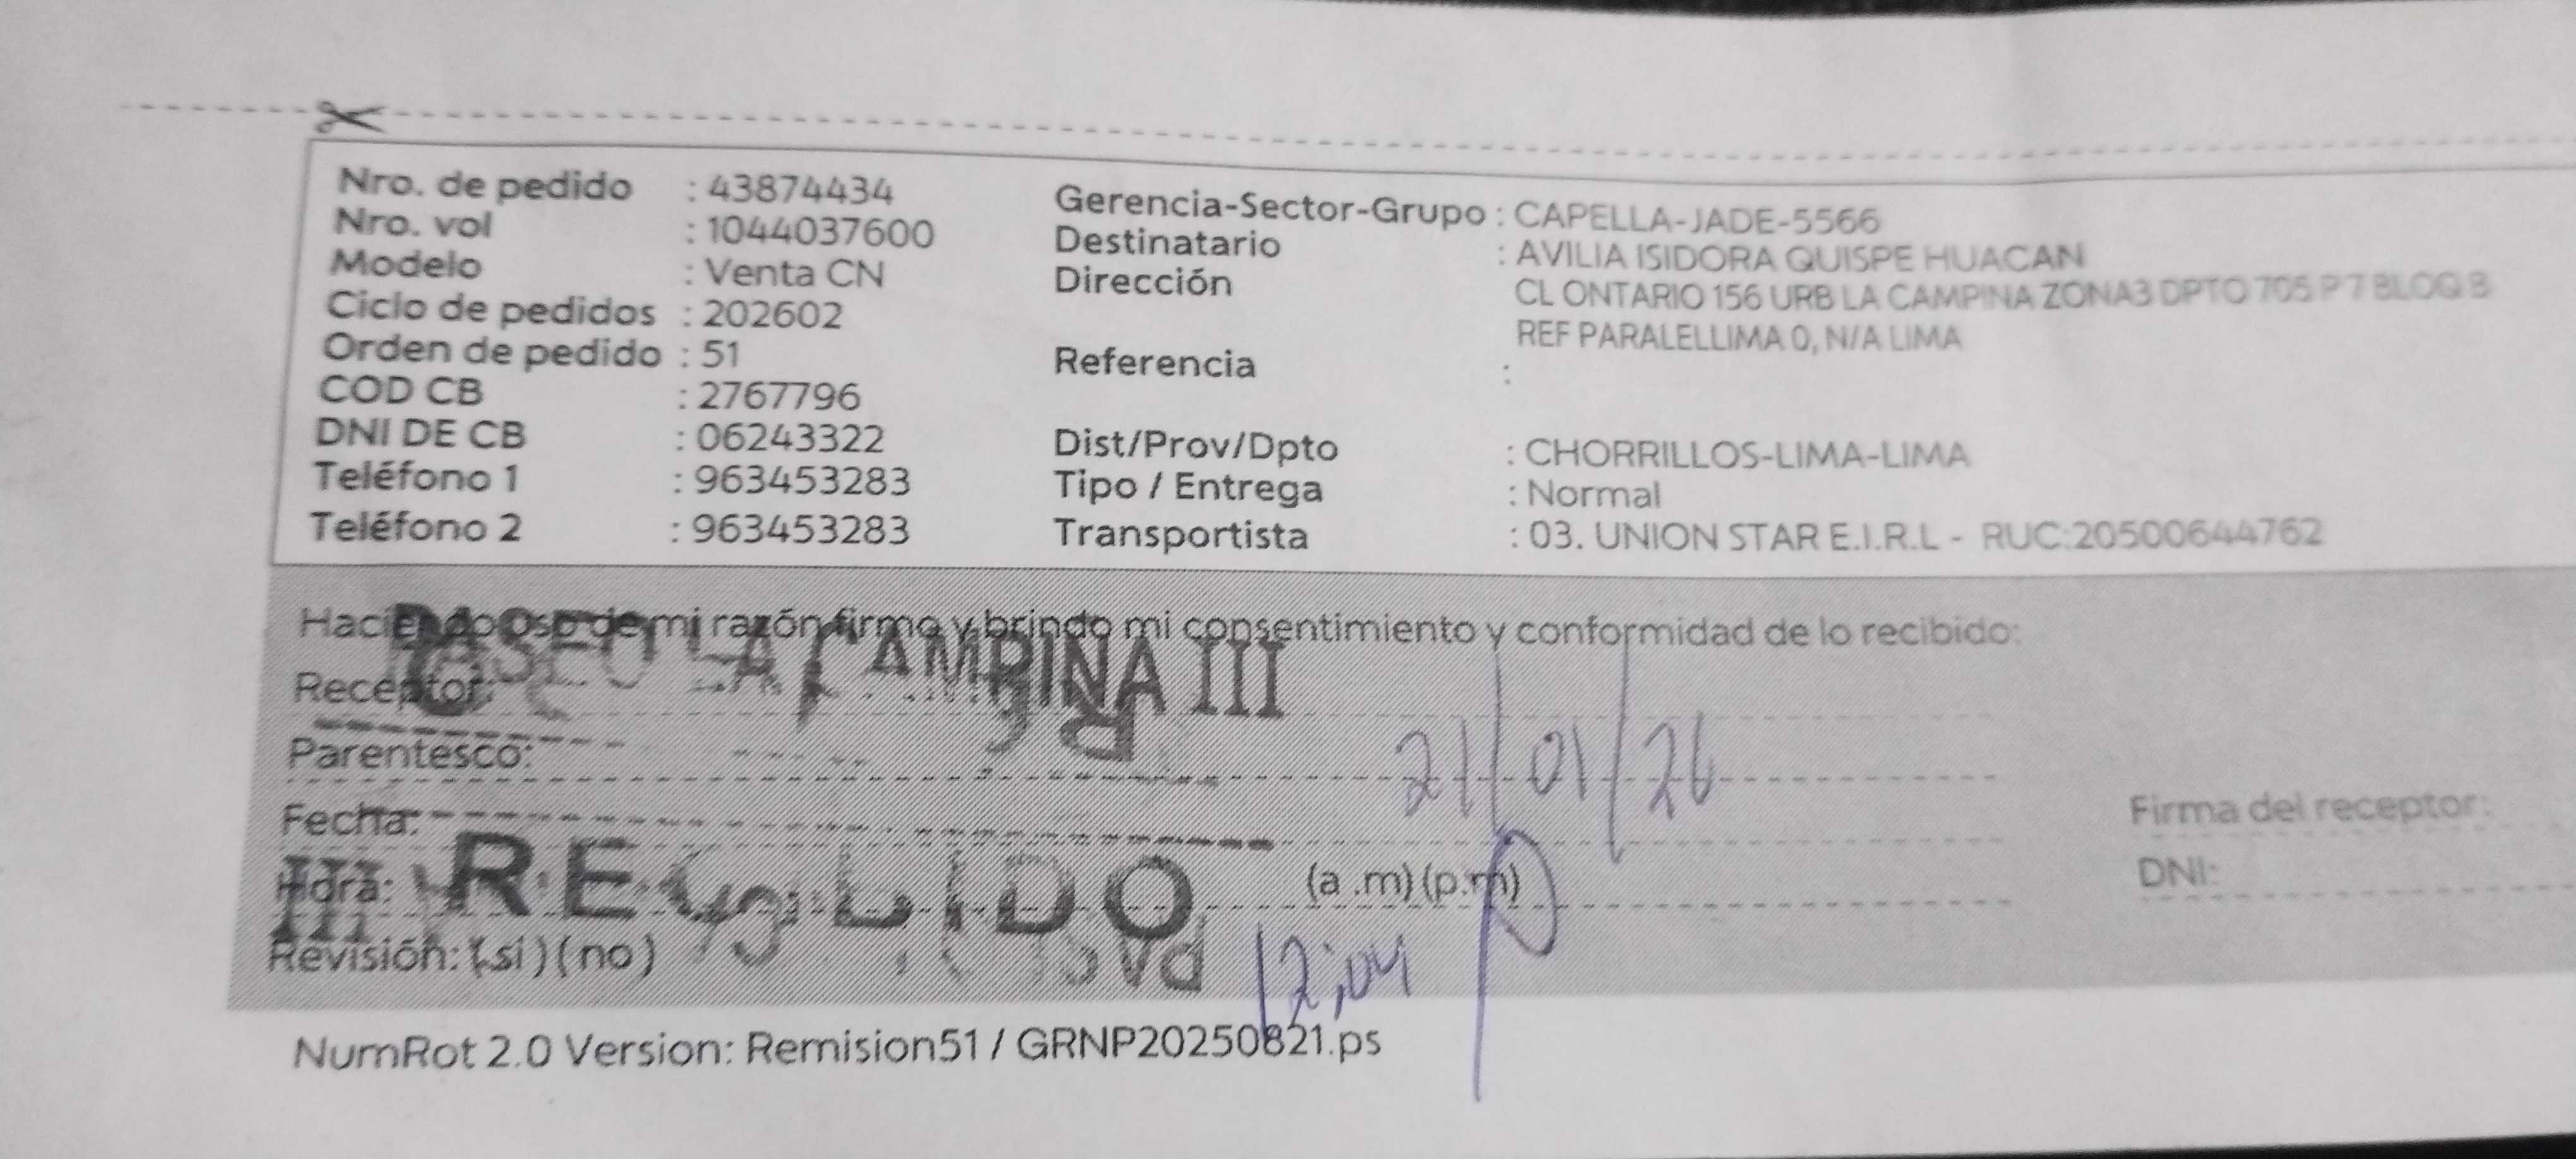 Nro. de pedido : 43874434
Nro. vol : 1044037600
Modelo : Venta CN
Ciclo de pedidos : 202602
Orden de pedido : 51
COD CB : 2767796
DNI DE CB : 06243322
Teléfono 1 : 963453283
Teléfono 2 : 963453283
Gerencia-Sector-Grupo : CAPELLA-JADE-5566
Destinatario : AVILIA ISIDORA QUISPE HUACAN
Dirección CL ONTARIO 156 URB LA CAMPINA ZONA3 DPTO 705 P 7 BLOQ B
REF PARALELLIMA 0, N/A LIMA
Referencia :
Dist/Prov/Dpto : CHORRILLOS-LIMA-LIMA
Tipo / Entrega : Normal
Transportista : 03. UNION STAR E.I.R.L - RUC:20500644762
Haciendo uso de mi razón firmo y brindo mi consentimiento y conformidad de lo recibido:
LA CAMPINA III
Receptor:
Parentesco:
21/01/26
Fecha:
Firma del receptor:
RECIBIDO
Hora: (a .m) (p.m)
DNI:
12:04
Revisión: ( si ) ( no )
NumRot 2.0 Version: Remision51 / GRNP20250821.ps